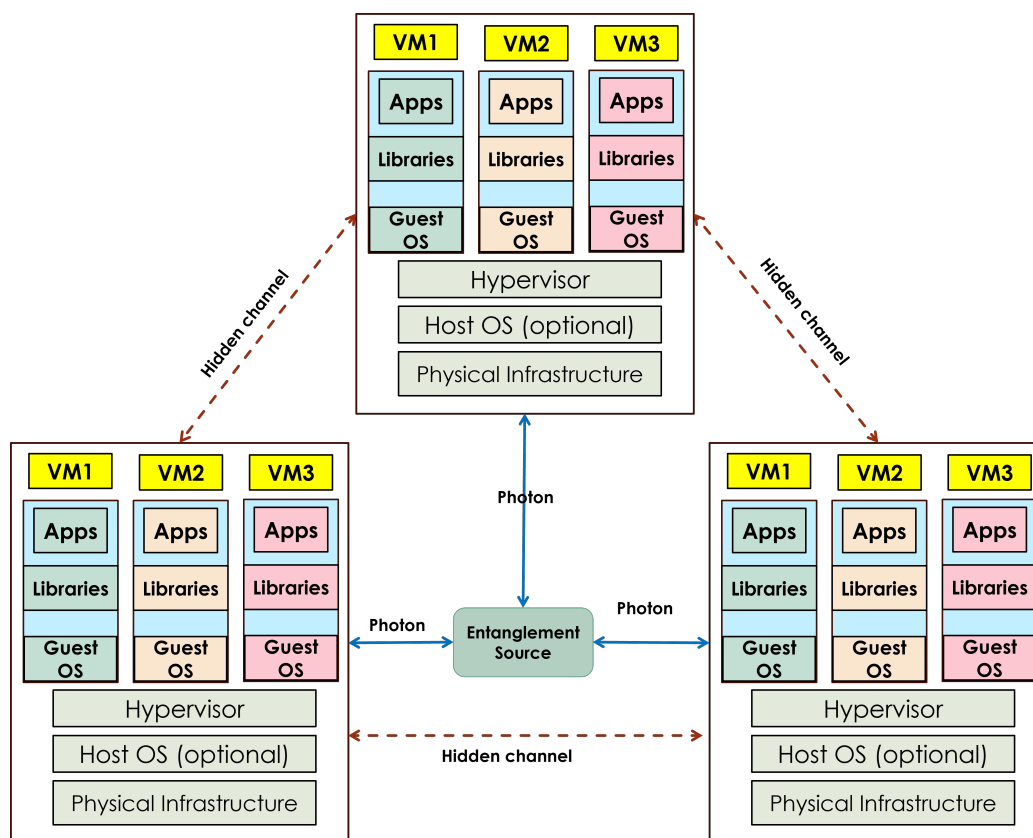 VM1
VM2
VM3
Apps
Apps
Apps
Libraries
Libraries
Libraries
Guest
OS
Guest
OS
Guest
OS
Hypervisor
Host OS (optional)
Physical Infrastructure
Hidden channel
Hidden channel
VM1
VM2
VM3
Apps
Apps
Apps
Libraries
Libraries
Libraries
Guest
OS
Guest
OS
Guest
OS
Hypervisor
Host OS (optional)
Physical Infrastructure
Photon
Photon
Entanglement
Source
Photon
Hidden channel
VM1
VM2
VM3
Apps
Apps
Apps
Libraries
Libraries
Libraries
Guest
OS
Guest
OS
Guest
OS
Hypervisor
Host OS (optional)
Physical Infrastructure